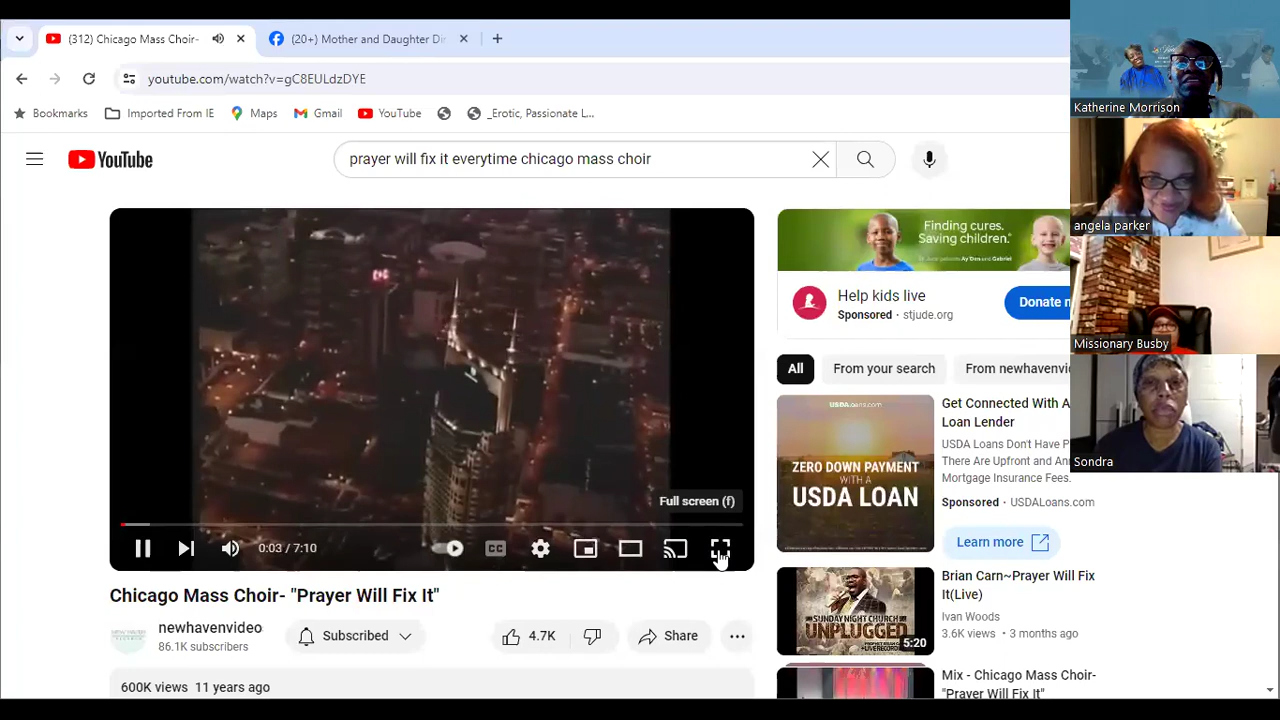 (312) Chicago Mass Choir-
(20+) Mother and Daughter Di
youtube.com/watch?v=gC8EULdzDYE
Bookmarks
Imported From IE
Maps
Gmail
YouTube
_Erotic, Passionate L...
YouTube
prayer will fix it everytime chicago mass choir
Full screen (f)
0:03 / 7:10
CC
Chicago Mass Choir- "Prayer Will Fix It"
newhavenvideo
86.1K subscribers
Subscribed
4.7K
Share
600K views 11 years ago
Finding cures.
Saving children.
Help kids live
Sponsored · stjude.org
Donate n
All
From your search
From newhavenvi
ZERO DOWN PAYMENT
WITH A
USDA LOAN
Get Connected With A
Loan Lender
USDA Loans Don't Have P
There Are Upfront and An
Mortgage Insurance Fees.
Sponsored · USDALoans.com
Learn more
SUNDAY NIGHT CHURCH
UNPLUGGED
5:20
Brian Carn~Prayer Will Fix
It(Live)
Ivan Woods
3.6K views · 3 months ago
Mix - Chicago Mass Choir-
"Prayer Will Fix It"
Katherine Morrison
angela parker
Missionary Busby
Sondra